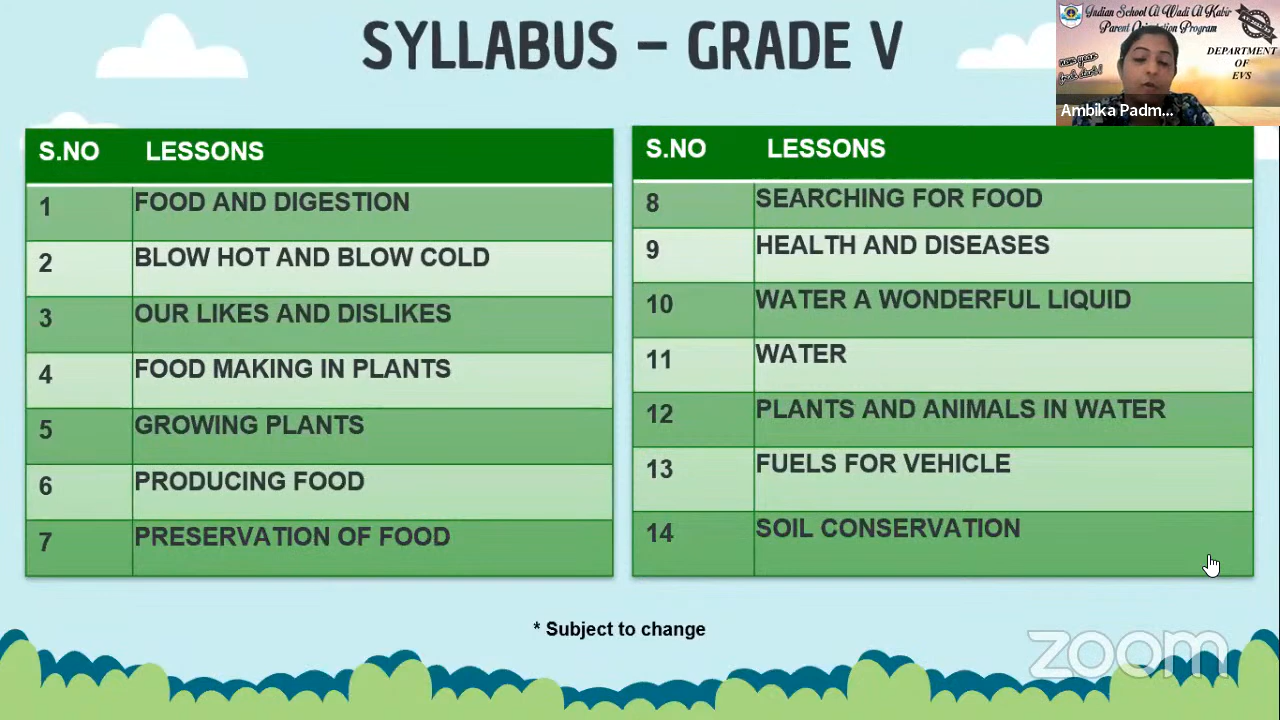 SYLLABUS – GRADE V
Indian School Al Wadi Al Kabir
Parent Orientation Program
DEPARTMENT
OF
EVS
Ambika Padm...
S.NO LESSONS
1 FOOD AND DIGESTION
2 BLOW HOT AND BLOW COLD
3 OUR LIKES AND DISLIKES
4 FOOD MAKING IN PLANTS
5 GROWING PLANTS
6 PRODUCING FOOD
7 PRESERVATION OF FOOD
S.NO LESSONS
8 SEARCHING FOR FOOD
9 HEALTH AND DISEASES
10 WATER A WONDERFUL LIQUID
11 WATER
12 PLANTS AND ANIMALS IN WATER
13 FUELS FOR VEHICLE
14 SOIL CONSERVATION
* Subject to change
zoom